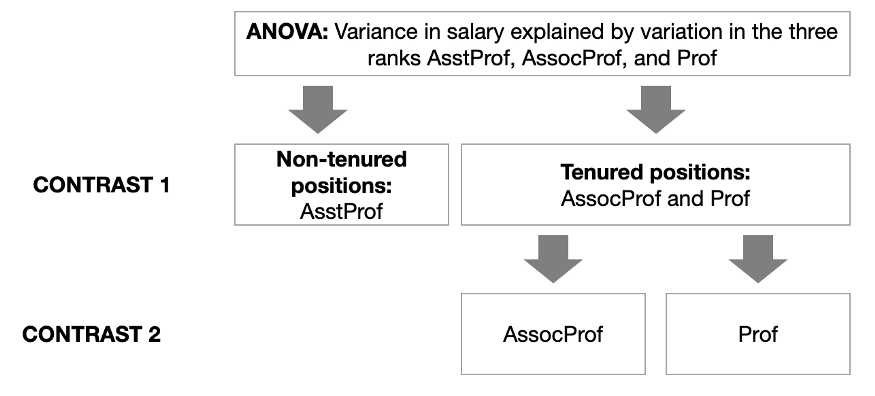 ANOVA: Variance in salary explained by variation in the three
ranks AsstProf, AssocProf, and Prof
CONTRAST 1
Non-tenured
positions:
AsstProf
Tenured positions:
AssocProf and Prof
CONTRAST 2
AssocProf
Prof